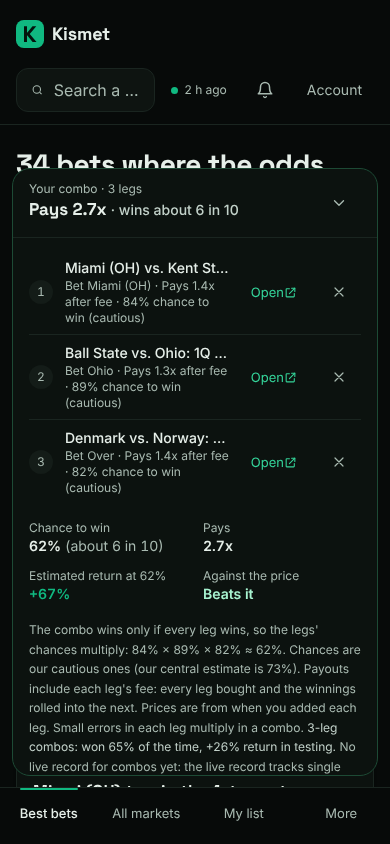 Kismet
Search a ...
2 h ago
Account
34 bets where the odds
Your combo · 3 legs
Pays 2.7x · wins about 6 in 10
1
Miami (OH) vs. Kent St...
Bet Miami (OH) · Pays 1.4x
after fee · 84% chance to
win (cautious)
Open
2
Ball State vs. Ohio: 1Q ...
Bet Ohio · Pays 1.3x after fee
· 89% chance to win
(cautious)
Open
3
Denmark vs. Norway: ...
Bet Over · Pays 1.4x after fee
· 82% chance to win
(cautious)
Open
Chance to win
62% (about 6 in 10)
Pays
2.7x
Estimated return at 62%
+67%
Against the price
Beats it
The combo wins only if every leg wins, so the legs'
chances multiply: 84% × 89% × 82% ≈ 62%. Chances are
our cautious ones (our central estimate is 73%). Payouts
include each leg's fee: every leg bought and the winnings
rolled into the next. Prices are from when you added each
leg. Small errors in each leg multiply in a combo. 3-leg
combos: won 65% of the time, +26% return in testing. No
live record for combos yet: the live record tracks single
Best bets
All markets
My list
More